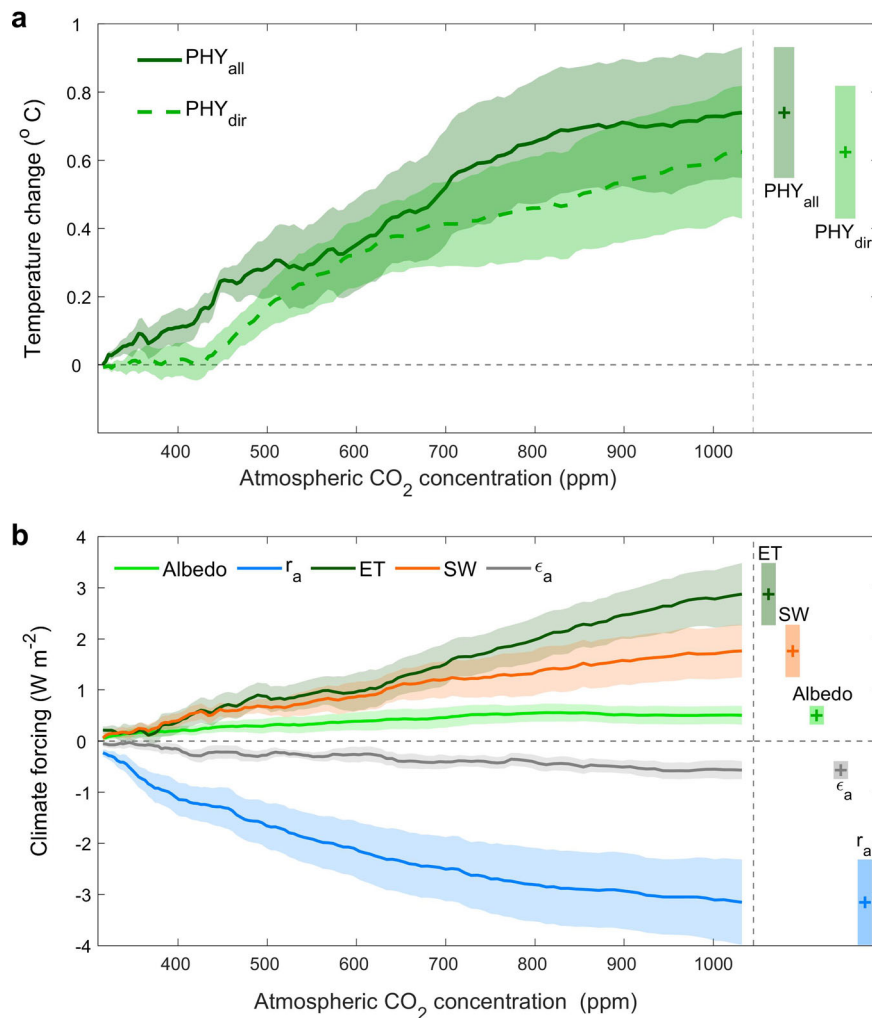 a
1
0.8
0.6
0.4
0.2
0
Temperature change (° C)
PHY_all
PHY_dir
PHY_all
PHY_dir
400 500 600 700 800 900 1000
Atmospheric CO₂ concentration (ppm)
b
4
3
2
1
0
-1
-2
-3
-4
Climate forcing (W m⁻²)
Albedo r_a ET SW ϵ_a
ET
SW
Albedo
ϵ_a
r_a
400 500 600 700 800 900 1000
Atmospheric CO₂ concentration (ppm)